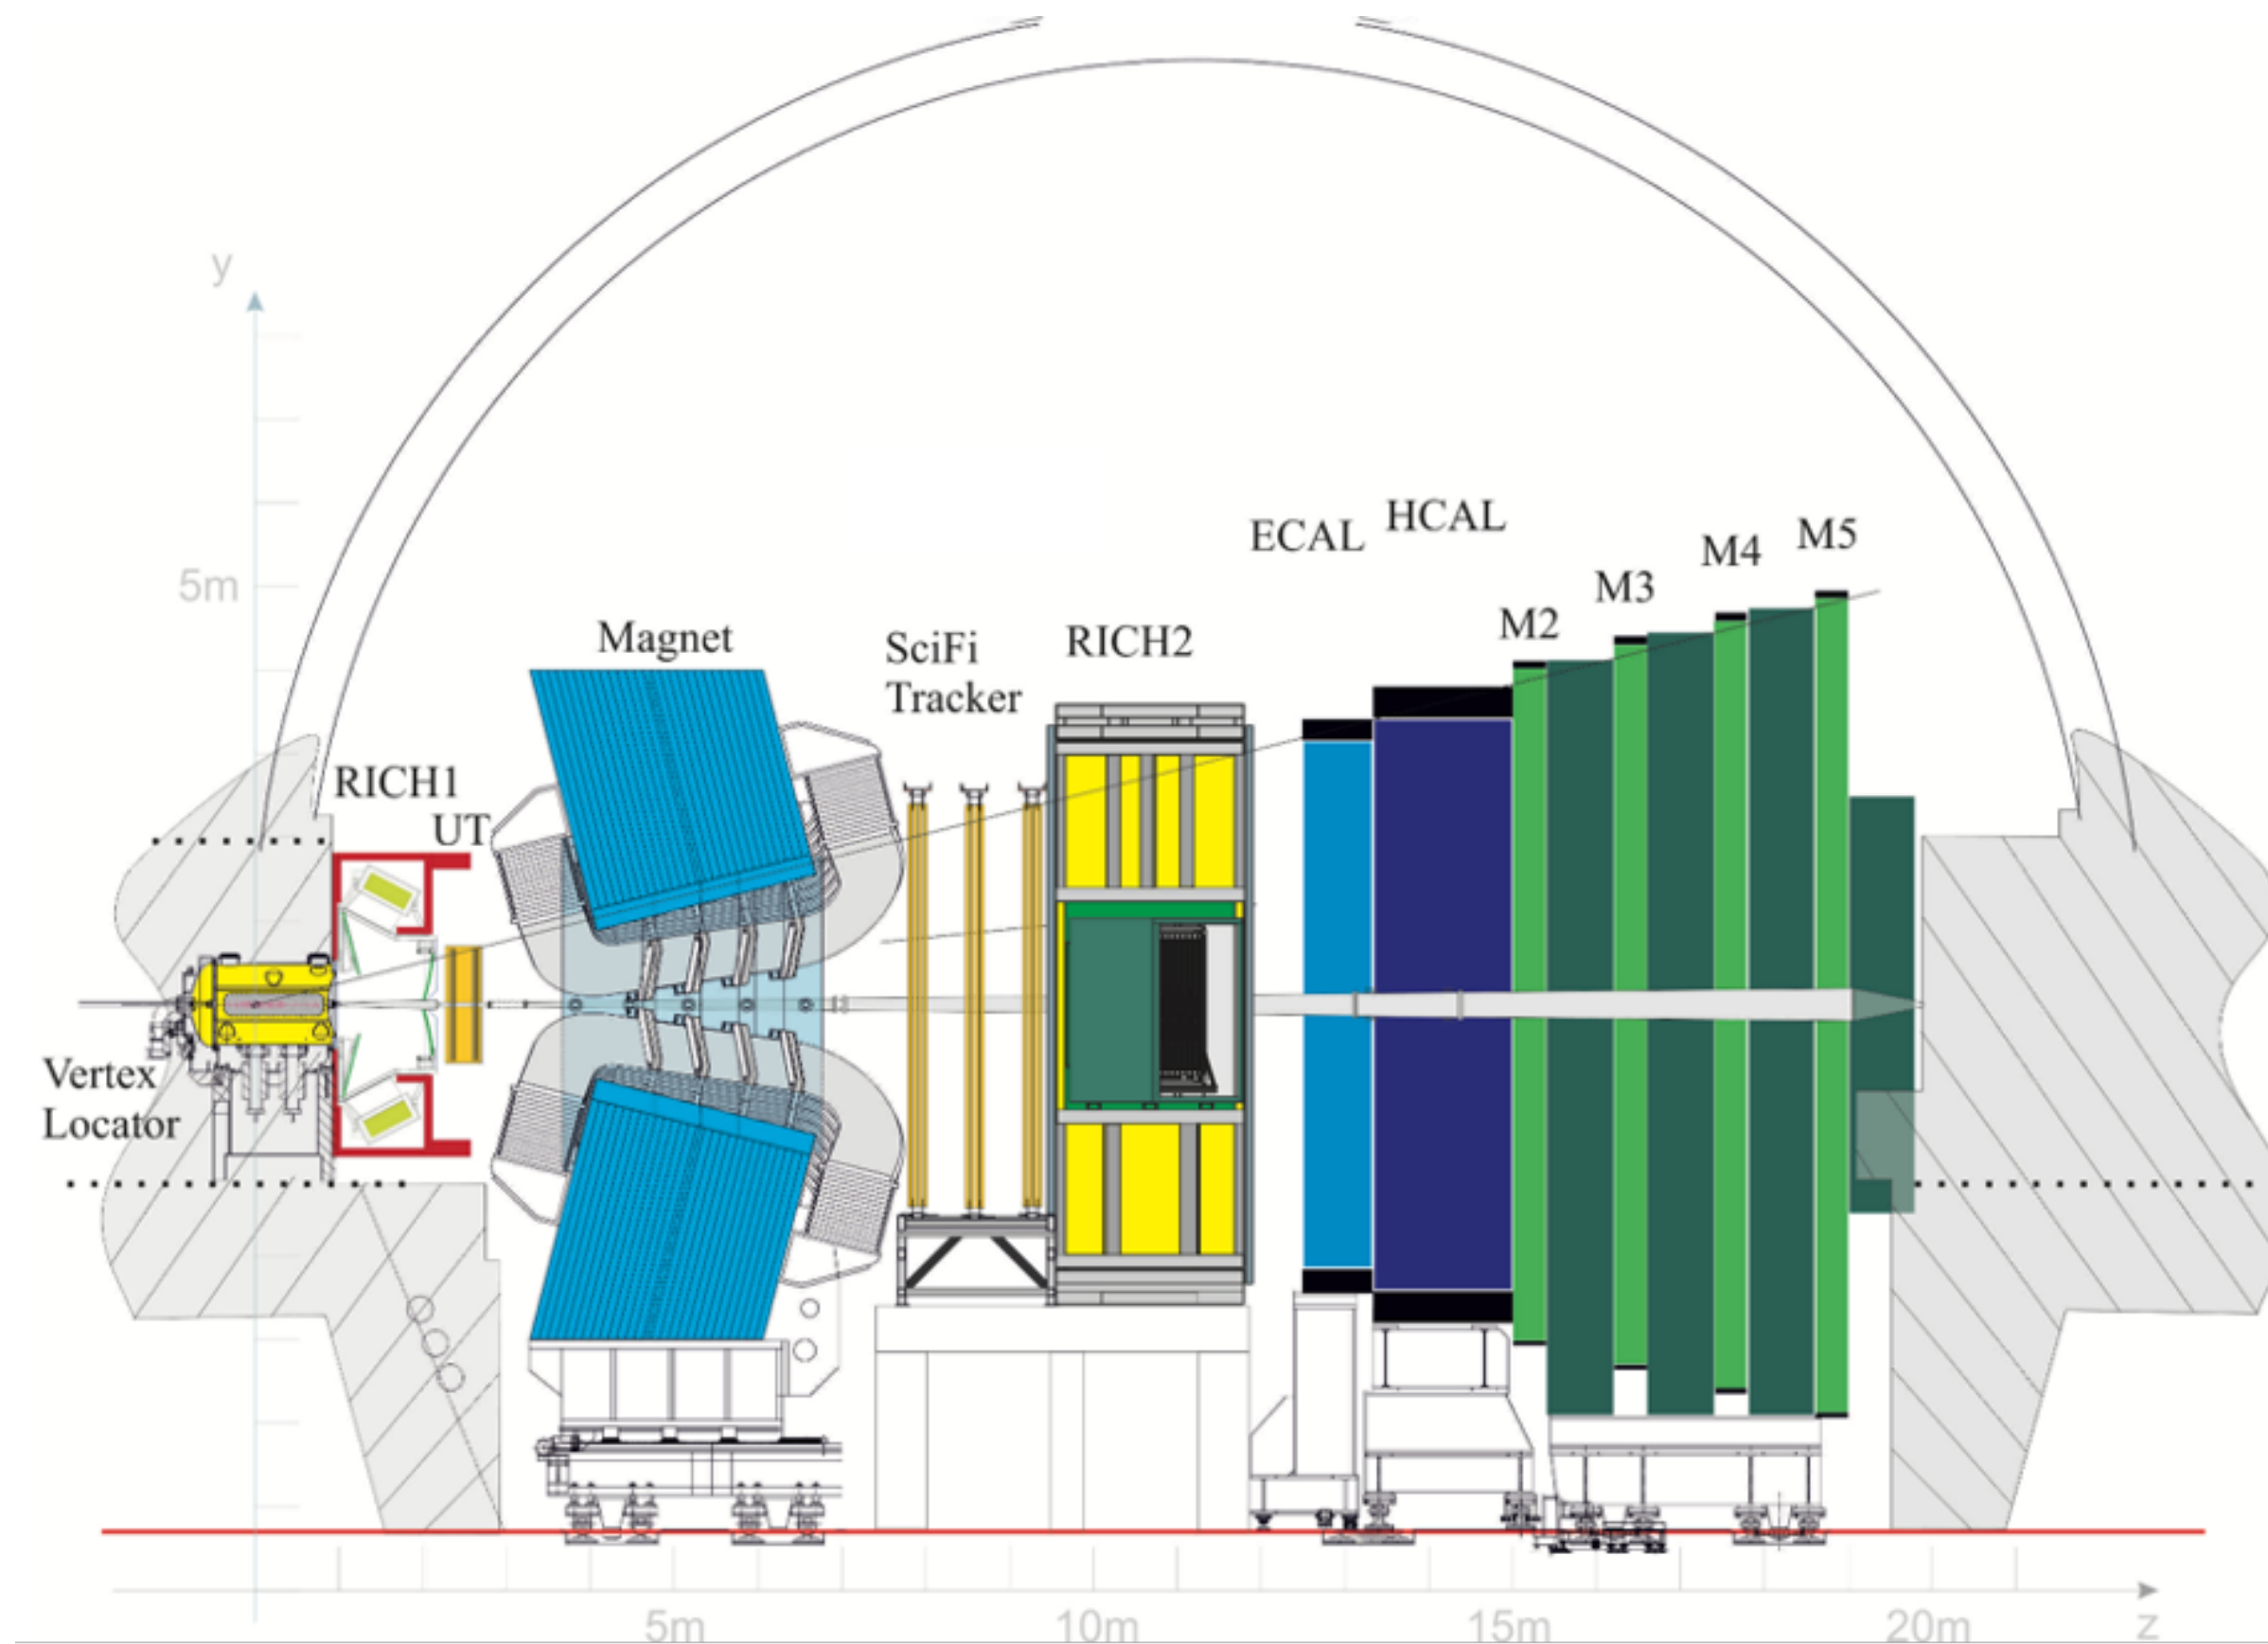 y
5m
ECAL
HCAL
M5
M4
M3
M2
Magnet
SciFi
Tracker
RICH2
RICH1
UT
Vertex
Locator
5m
10m
15m
20m
z